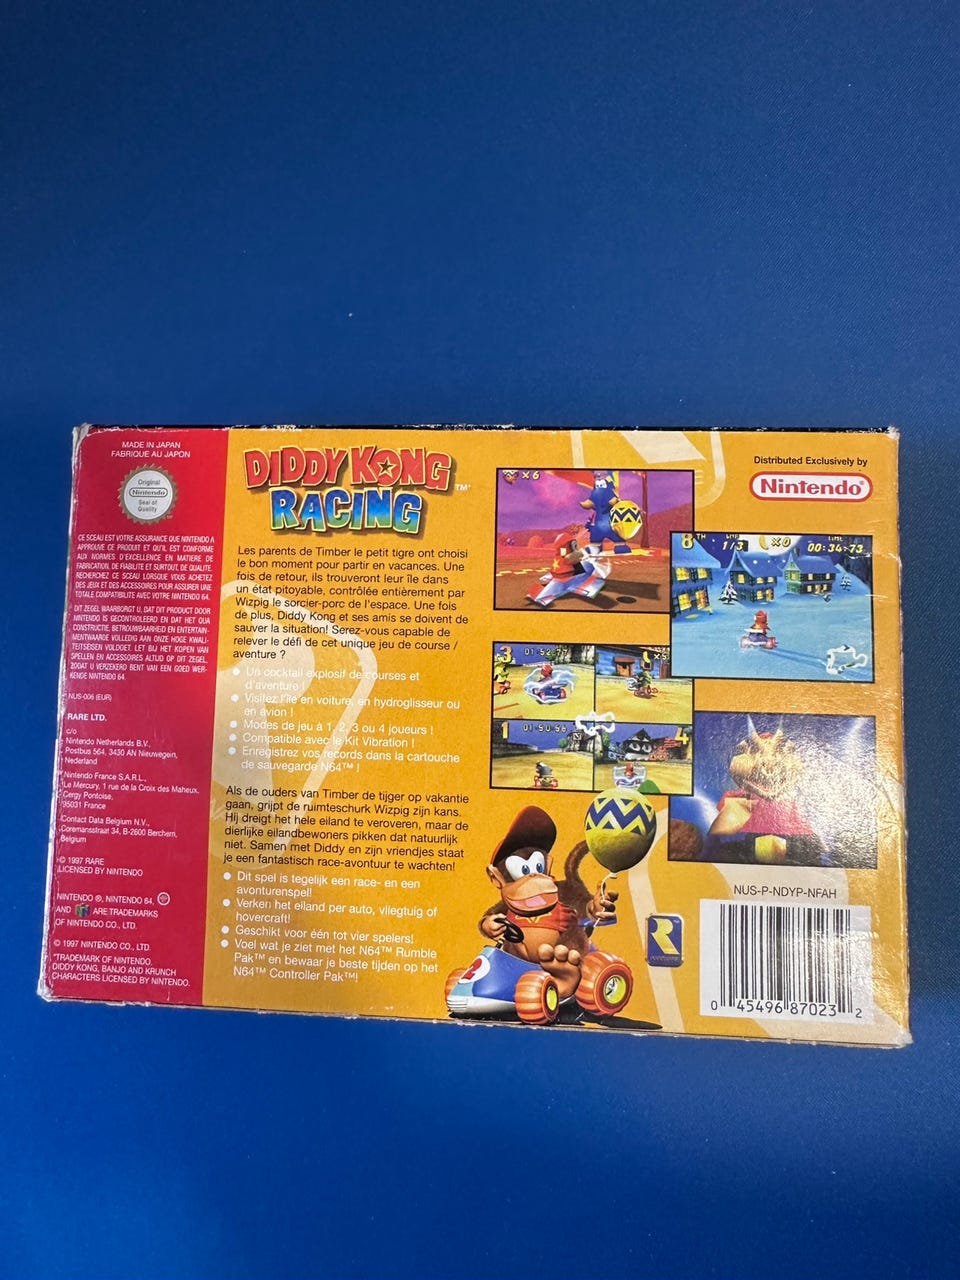 MADE IN JAPAN
FABRIQUE AU JAPON
Original
Nintendo
Seal of
Quality
CE SCEAU EST VOTRE ASSURANCE QUE NINTENDO A
APPROUVE CE PRODUIT ET QU'IL EST CONFORME
AUX NORMES D'EXCELLENCE EN MATIERE DE
FABRICATION, DE FIABILITE ET SURTOUT, DE QUALITE.
RECHERCHEZ CE SCEAU LORSQUE VOUS ACHETEZ
DES JEUX ET DES ACCESSOIRES POUR ASSURER UNE
TOTALE COMPATIBILITE AVEC VOTRE NINTENDO 64.
DIT ZEGEL WAARBORGT U, DAT DIT PRODUCT DOOR
NINTENDO IS GECONTROLEERD EN DAT HET QUA
CONSTRUCTIE, BETROUWBAARHEID EN ENTERTAIN-
MENTWAARDE VOLLEDIG AAN ONZE HOGE KWALI-
TEITSEISEN VOLDOET. LET BIJ HET KOPEN VAN
SPELLEN EN ACCESSOIRES ALTIJD OP DIT ZEGEL,
ZODAT U VERZEKERD BENT VAN EEN GOED WER-
KENDE NINTENDO 64.
NUS-006 (EUR)
RARE LTD.
c/o
Nintendo Netherlands B.V.,
Postbus 564, 3430 AN Nieuwegein,
Nederland
Nintendo France S.A.R.L.,
Le Mercury, 1 rue de la Croix des Maheux,
Cergy Pontoise,
95031 France
Contact Data Belgium N.V.,
Coremansstraat 34, B-2600 Berchem,
Belgium
© 1997 RARE
LICENSED BY NINTENDO
NINTENDO ®, NINTENDO 64,
AND ARE TRADEMARKS
OF NINTENDO CO., LTD.
© 1997 NINTENDO CO., LTD.
™TRADEMARK OF NINTENDO.
DIDDY KONG, BANJO AND KRUNCH
CHARACTERS LICENSED BY NINTENDO.
DIDDY KONG
RACING ™
Les parents de Timber le petit tigre ont choisi
le bon moment pour partir en vacances. Une
fois de retour, ils trouveront leur île dans
un état pitoyable, contrôlée entièrement par
Wizpig le sorcier-porc de l'espace. Une fois
de plus, Diddy Kong et ses amis se doivent de
sauver la situation! Serez-vous capable de
relever le défi de cet unique jeu de course /
aventure ?
● Un cocktail explosif de courses et
d'aventure !
● Visitez l'île en voiture, en hydroglisseur ou
en avion !
● Modes de jeu à 1, 2, 3 ou 4 joueurs !
● Compatible avec le Kit Vibration !
● Enregistrez vos records dans la cartouche
de sauvegarde N64™ !
Als de ouders van Timber de tijger op vakantie
gaan, grijpt de ruimteschurk Wizpig zijn kans.
Hij dreigt het hele eiland te veroveren, maar de
dierlijke eilandbewoners pikken dat natuurlijk
niet. Samen met Diddy en zijn vriendjes staat
je een fantastisch race-avontuur te wachten!
● Dit spel is tegelijk een race- en een
avonturenspel!
● Verken het eiland per auto, vliegtuig of
hovercraft!
● Geschikt voor één tot vier spelers!
● Voel wat je ziet met het N64™ Rumble
Pak™ en bewaar je beste tijden op het
N64™ Controller Pak™!
Distributed Exclusively by
Nintendo®
x6
8TH
LAP
1/3
x0
TIME
00:34:73
3
01:52:77
x5
1
01:50:96
4
NUS-P-NDYP-NFAH
R
0 45496 87023 2